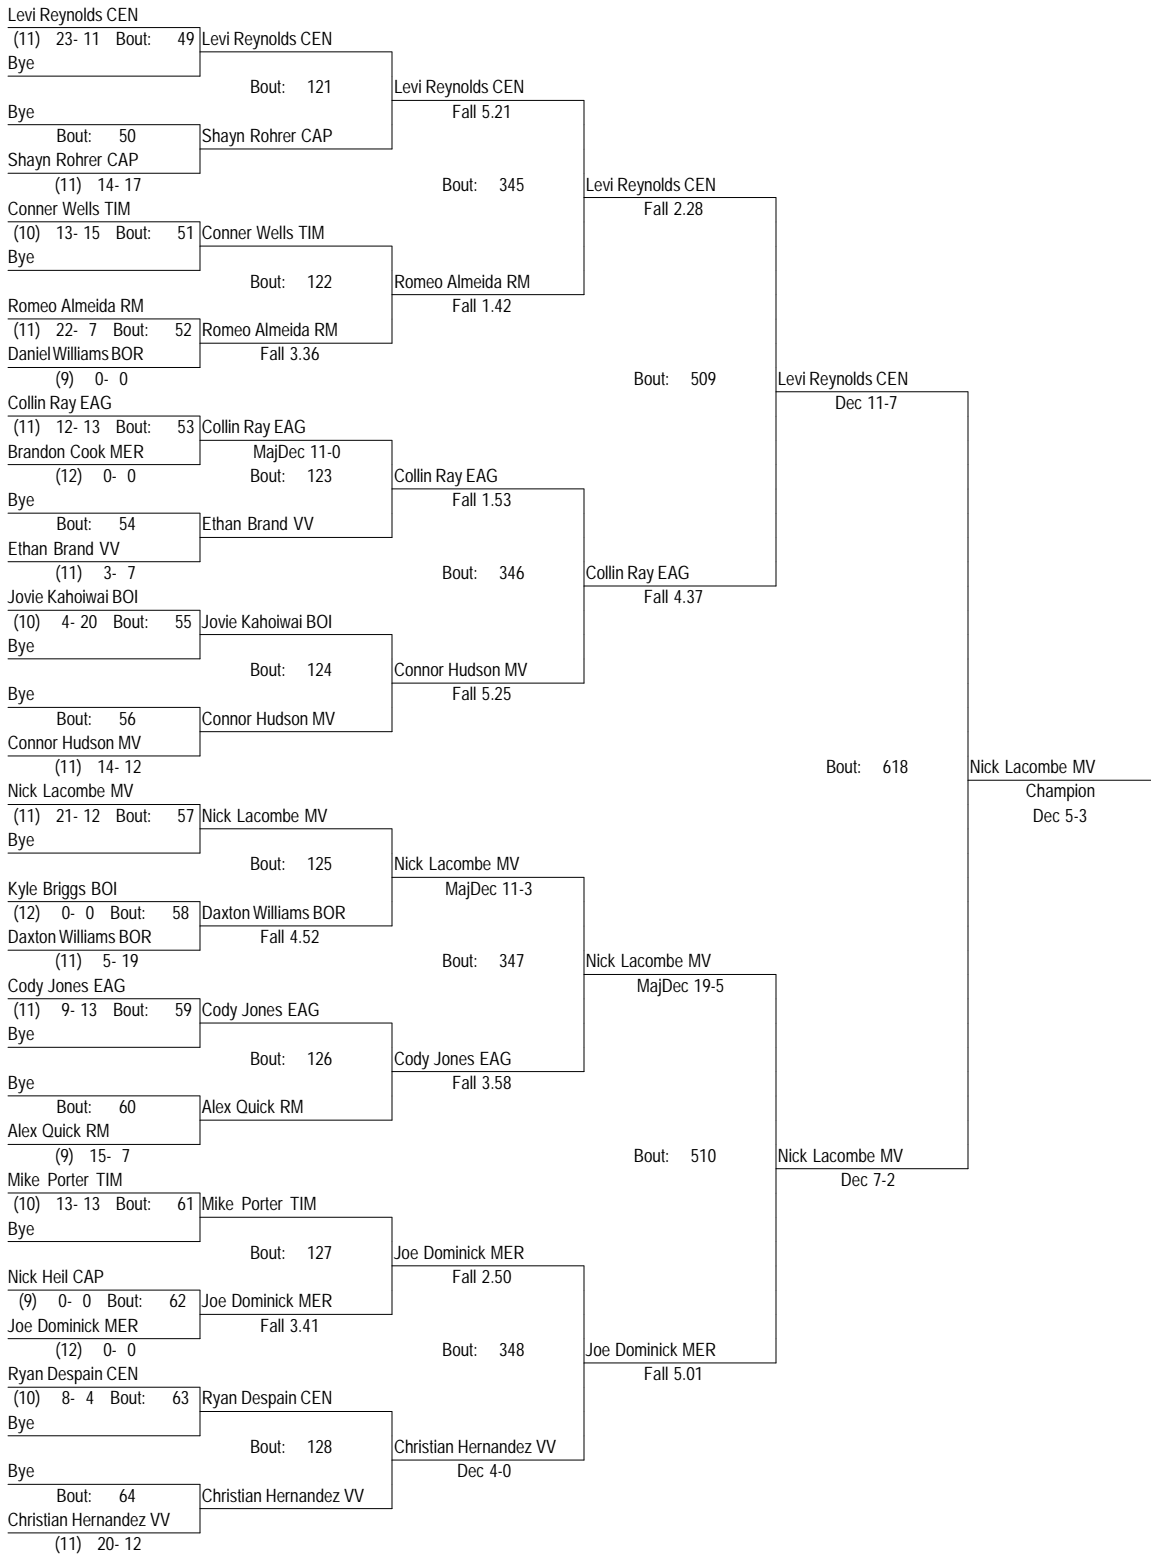 Levi Reynolds CEN
(11) 23- 11 Bout: 49 Levi Reynolds CEN
Bye
Bout: 121 Levi Reynolds CEN
Bye Fall 5.21
Bout: 50 Shayn Rohrer CAP
Shayn Rohrer CAP
(11) 14- 17 Bout: 345 Levi Reynolds CEN
Conner Wells TIM Fall 2.28
(10) 13- 15 Bout: 51 Conner Wells TIM
Bye
Bout: 122 Romeo Almeida RM
Romeo Almeida RM Fall 1.42
(11) 22- 7 Bout: 52 Romeo Almeida RM
Daniel Williams BOR Fall 3.36
(9) 0- 0 Bout: 509 Levi Reynolds CEN
Collin Ray EAG Dec 11-7
(11) 12- 13 Bout: 53 Collin Ray EAG
Brandon Cook MER MajDec 11-0
(12) 0- 0 Bout: 123 Collin Ray EAG
Bye Fall 1.53
Bout: 54 Ethan Brand VV
Ethan Brand VV
(11) 3- 7 Bout: 346 Collin Ray EAG
Jovie Kahoiwai BOI Fall 4.37
(10) 4- 20 Bout: 55 Jovie Kahoiwai BOI
Bye
Bout: 124 Connor Hudson MV
Bye Fall 5.25
Bout: 56 Connor Hudson MV
Connor Hudson MV
(11) 14- 12 Bout: 618 Nick Lacombe MV
Nick Lacombe MV Champion
(11) 21- 12 Bout: 57 Nick Lacombe MV Dec 5-3
Bye
Bout: 125 Nick Lacombe MV
Kyle Briggs BOI MajDec 11-3
(12) 0- 0 Bout: 58 Daxton Williams BOR
Daxton Williams BOR Fall 4.52
(11) 5- 19 Bout: 347 Nick Lacombe MV
Cody Jones EAG MajDec 19-5
(11) 9- 13 Bout: 59 Cody Jones EAG
Bye
Bout: 126 Cody Jones EAG
Bye Fall 3.58
Bout: 60 Alex Quick RM
Alex Quick RM
(9) 15- 7 Bout: 510 Nick Lacombe MV
Mike Porter TIM Dec 7-2
(10) 13- 13 Bout: 61 Mike Porter TIM
Bye
Bout: 127 Joe Dominick MER
Nick Heil CAP Fall 2.50
(9) 0- 0 Bout: 62 Joe Dominick MER
Joe Dominick MER Fall 3.41
(12) 0- 0 Bout: 348 Joe Dominick MER
Ryan Despain CEN Fall 5.01
(10) 8- 4 Bout: 63 Ryan Despain CEN
Bye
Bout: 128 Christian Hernandez VV
Bye Dec 4-0
Bout: 64 Christian Hernandez VV
Christian Hernandez VV
(11) 20- 12